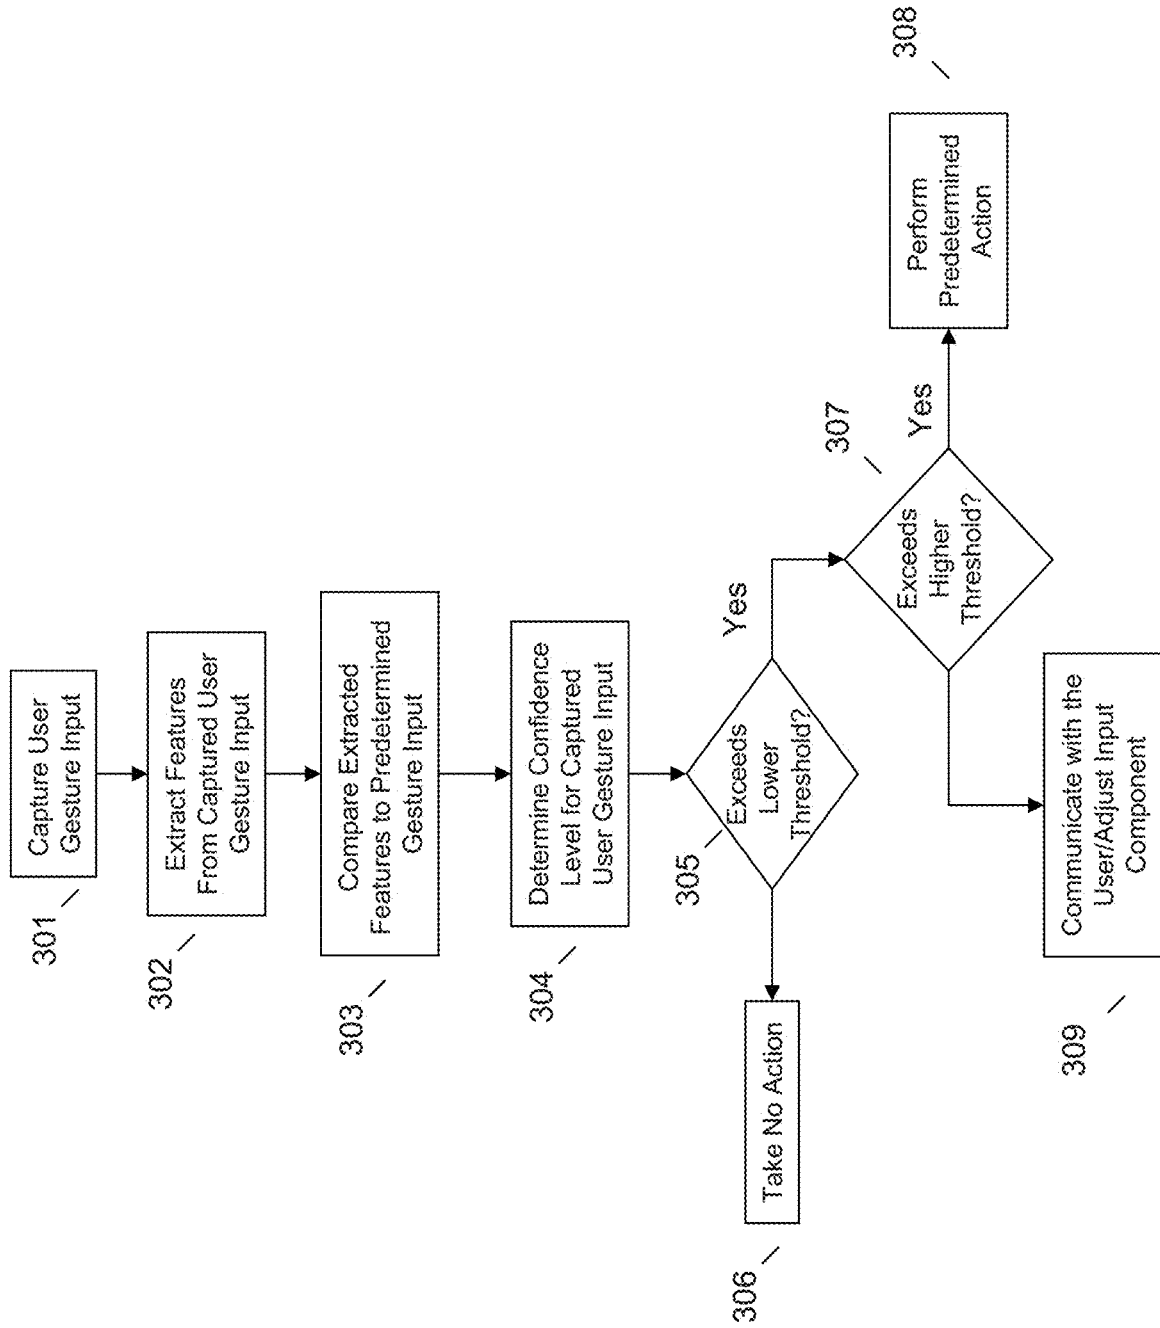 301
Capture User
Gesture Input
302
Extract Features
From Captured User
Gesture Input
303
Compare Extracted
Features to Predetermined
Gesture Input
304
Determine Confidence
Level for Captured
User Gesture Input
305
Exceeds
Lower
Threshold?
Yes
306
Take No Action
307
Exceeds
Higher
Threshold?
Yes
308
Perform
Predetermined
Action
309
Communicate with the
User/Adjust Input
Component